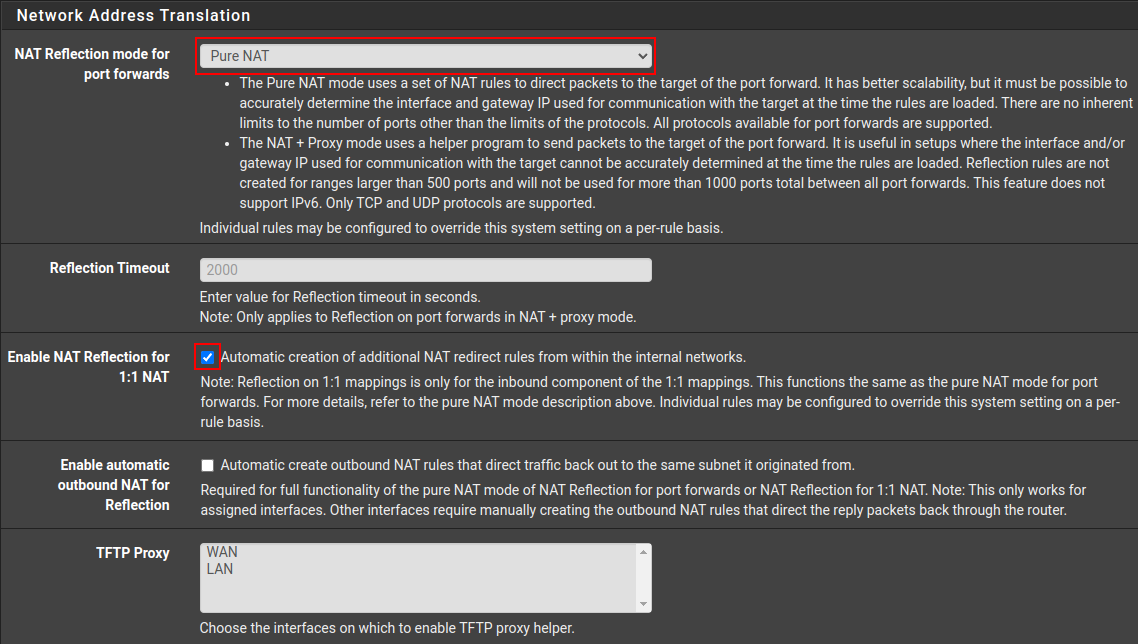 Network Address Translation
NAT Reflection mode for
port forwards
Pure NAT
• The Pure NAT mode uses a set of NAT rules to direct packets to the target of the port forward. It has better scalability, but it must be possible to
accurately determine the interface and gateway IP used for communication with the target at the time the rules are loaded. There are no inherent
limits to the number of ports other than the limits of the protocols. All protocols available for port forwards are supported.
• The NAT + Proxy mode uses a helper program to send packets to the target of the port forward. It is useful in setups where the interface and/or
gateway IP used for communication with the target cannot be accurately determined at the time the rules are loaded. Reflection rules are not
created for ranges larger than 500 ports and will not be used for more than 1000 ports total between all port forwards. This feature does not
support IPv6. Only TCP and UDP protocols are supported.
Individual rules may be configured to override this system setting on a per-rule basis.
Reflection Timeout
2000
Enter value for Reflection timeout in seconds.
Note: Only applies to Reflection on port forwards in NAT + proxy mode.
Enable NAT Reflection for
1:1 NAT
Automatic creation of additional NAT redirect rules from within the internal networks.
Note: Reflection on 1:1 mappings is only for the inbound component of the 1:1 mappings. This functions the same as the pure NAT mode for port
forwards. For more details, refer to the pure NAT mode description above. Individual rules may be configured to override this system setting on a per-
rule basis.
Enable automatic
outbound NAT for
Reflection
Automatic create outbound NAT rules that direct traffic back out to the same subnet it originated from.
Required for full functionality of the pure NAT mode of NAT Reflection for port forwards or NAT Reflection for 1:1 NAT. Note: This only works for
assigned interfaces. Other interfaces require manually creating the outbound NAT rules that direct the reply packets back through the router.
TFTP Proxy
WAN
LAN
Choose the interfaces on which to enable TFTP proxy helper.